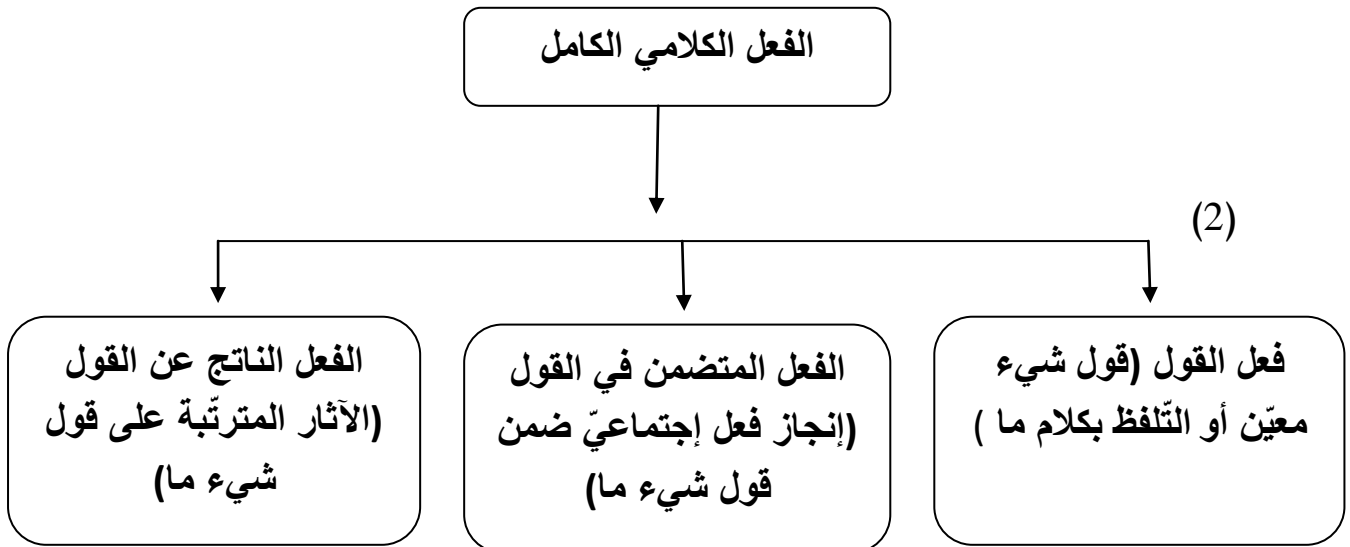 الفعل الكلامي الكامل
(2)
فعل القول (قول شيء
معيّن أو التّلفظ بكلام ما )
الفعل المتضمن في القول
(إنجاز فعل إجتماعيّ ضمن
قول شيء ما)
الفعل الناتج عن القول
(الآثار المترتّبة على قول
شيء ما)